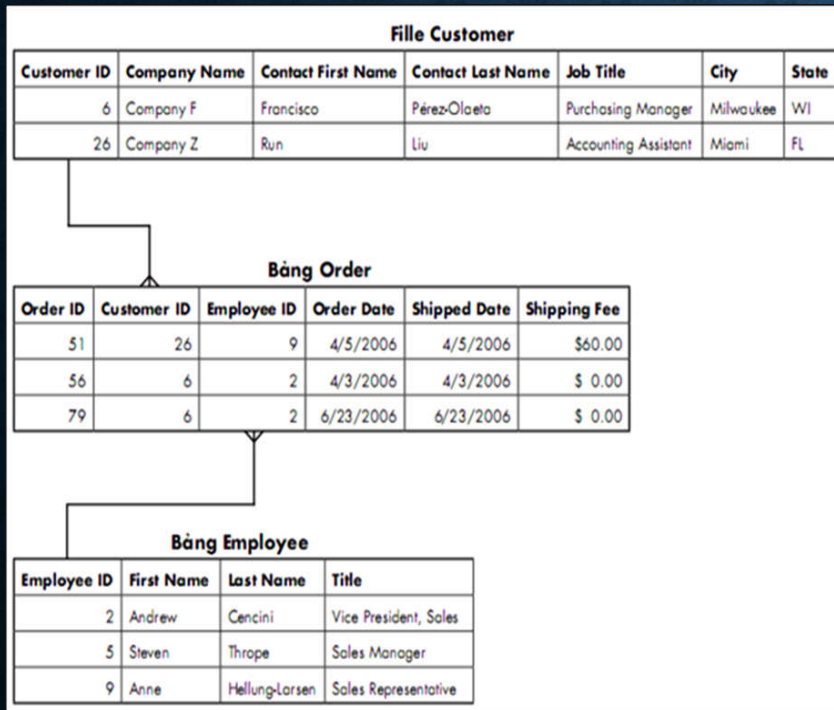 Fille Customer
Customer ID Company Name Contact First Name Contact Last Name Job Title City State
6 Company F Francisco Pérez-Olaeta Purchasing Manager Milwaukee WI
26 Company Z Run Liu Accounting Assistant Miami FL
Bảng Order
Order ID Customer ID Employee ID Order Date Shipped Date Shipping Fee
51 26 9 4/5/2006 4/5/2006 $60.00
56 6 2 4/3/2006 4/3/2006 $ 0.00
79 6 2 6/23/2006 6/23/2006 $ 0.00
Bảng Employee
Employee ID First Name Last Name Title
2 Andrew Cencini Vice President, Sales
5 Steven Thrope Sales Manager
9 Anne Hellung-Larsen Sales Representative